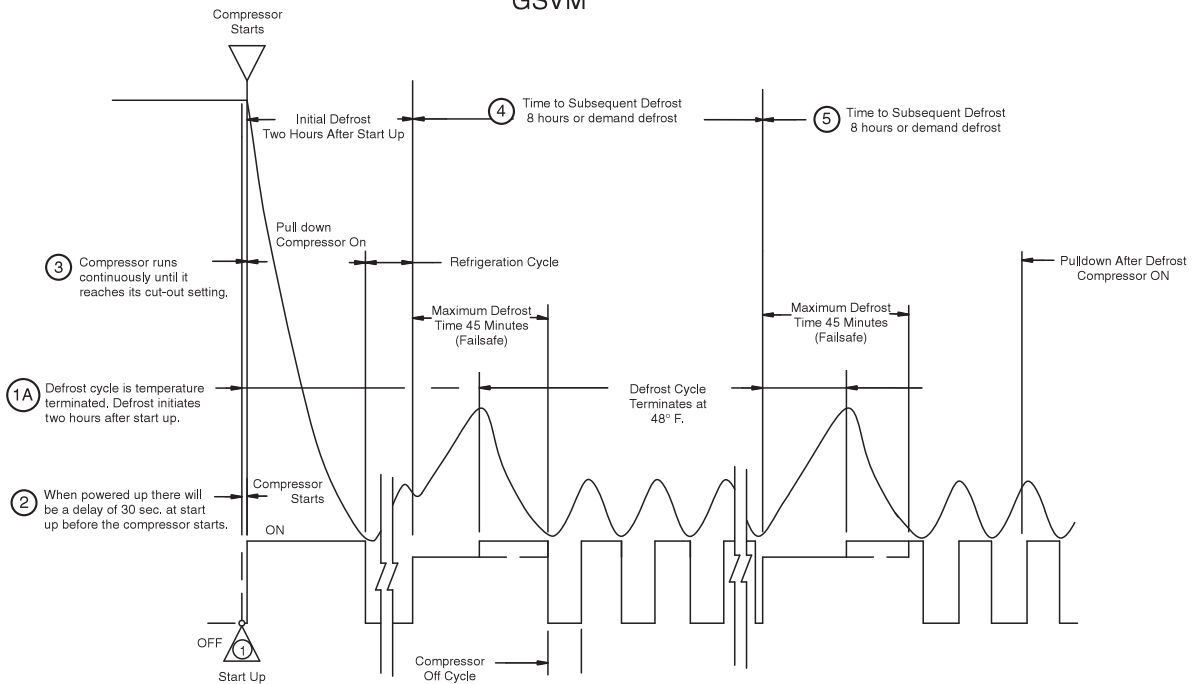 GSVM
Compressor
Starts
Initial Defrost
Two Hours After Start Up
4
Time to Subsequent Defrost
8 hours or demand defrost
5
Time to Subsequent Defrost
8 hours or demand defrost
Pull down
Compressor On
3
Compressor runs
continuously until it
reaches its cut-out setting.
Refrigeration Cycle
Pulldown After Defrost
Compressor ON
Maximum Defrost
Time 45 Minutes
(Failsafe)
Maximum Defrost
Time 45 Minutes
(Failsafe)
1A
Defrost cycle is temperature
terminated. Defrost initiates
two hours after start up.
Defrost Cycle
Terminates at
48° F.
2
When powered up there will
be a delay of 30 sec. at start
up before the compressor starts.
Compressor
Starts
ON
OFF
1
Start Up
Compressor
Off Cycle